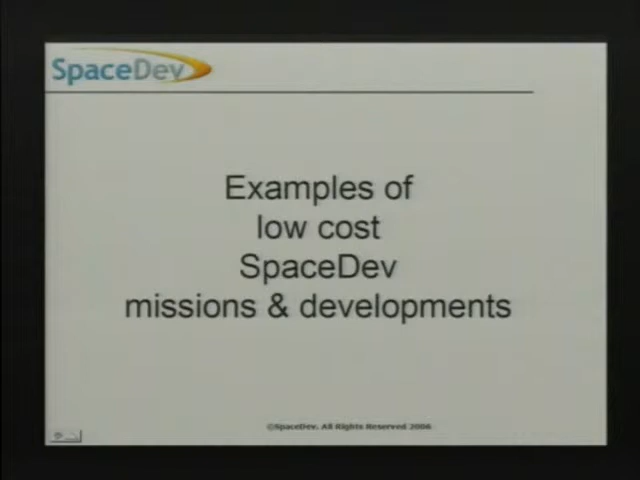 SpaceDev
Examples of
low cost
SpaceDev
missions & developments
©SpaceDev. All Rights Reserved 2006